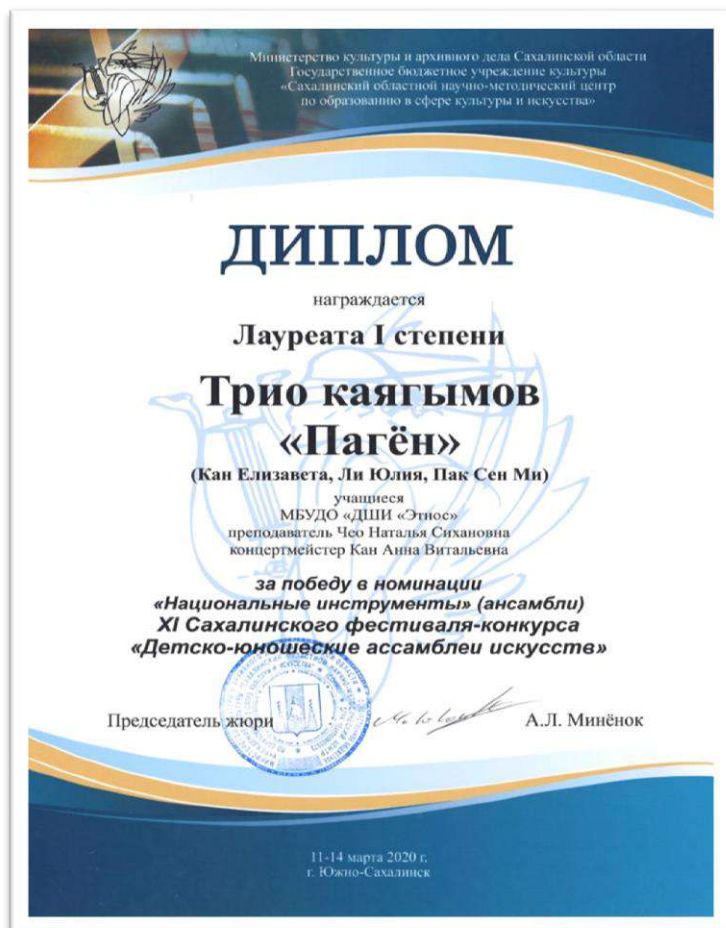 Министерство культуры и архивного дела Сахалинской области
Государственное бюджетное учреждение культуры
«Сахалинский областной научно-методический центр
по образованию в сфере культуры и искусства»
ДИПЛОМ
награждается
Лауреата I степени
Трио каягымов
«Пагён»
(Кан Елизавета, Ли Юлия, Пак Сен Ми)
учащиеся
МБУДО «ДШИ «Этнос»
преподаватель Чео Наталья Сихановна
концертмейстер Кан Анна Витальевна
за победу в номинации
«Национальные инструменты» (ансамбли)
XI Сахалинского фестиваля-конкурса
«Детско-юношеские ассамблеи искусств»
Председатель жюри А.Л. Минёнок
11-14 марта 2020 г.
г. Южно-Сахалинск